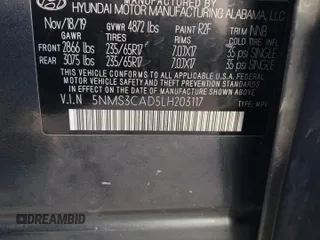 MANUFACTURED BY
HYUNDAI MOTOR MANUFACTURING ALABAMA, LLC
Nov/18/19 GVWR 4872 lbs PAINT R2F
GAWR TIRES RIMS TRIM NNB
FRONT 2866 lbs 235/65R17 7.0JX17 35 PSI SINGLE
REAR 3075 lbs 235/65R17 7.0JX17 35 PSI SINGLE
THIS VEHICLE CONFORMS TO ALL APPLICABLE
FEDERAL MOTOR VEHICLE SAFETY AND
THEFT PREVENTION STANDARDS IN EFFECT ON
THE DATE OF MANUFACTURE SHOWN ABOVE.
V.I.N 5NMS3CAD5LH203117 TYPE: MPV
DREAMBID